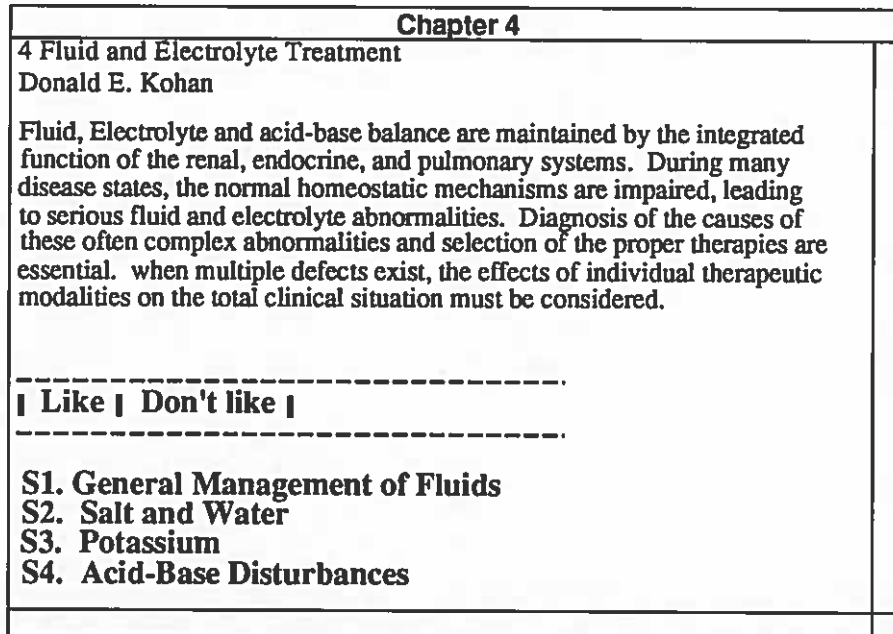 Chapter 4
4 Fluid and Electrolyte Treatment
Donald E. Kohan
Fluid, Electrolyte and acid-base balance are maintained by the integrated
function of the renal, endocrine, and pulmonary systems. During many
disease states, the normal homeostatic mechanisms are impaired, leading
to serious fluid and electrolyte abnormalities. Diagnosis of the causes of
these often complex abnormalities and selection of the proper therapies are
essential. when multiple defects exist, the effects of individual therapeutic
modalities on the total clinical situation must be considered.
| Like | Don't like |
S1. General Management of Fluids
S2. Salt and Water
S3. Potassium
S4. Acid-Base Disturbances